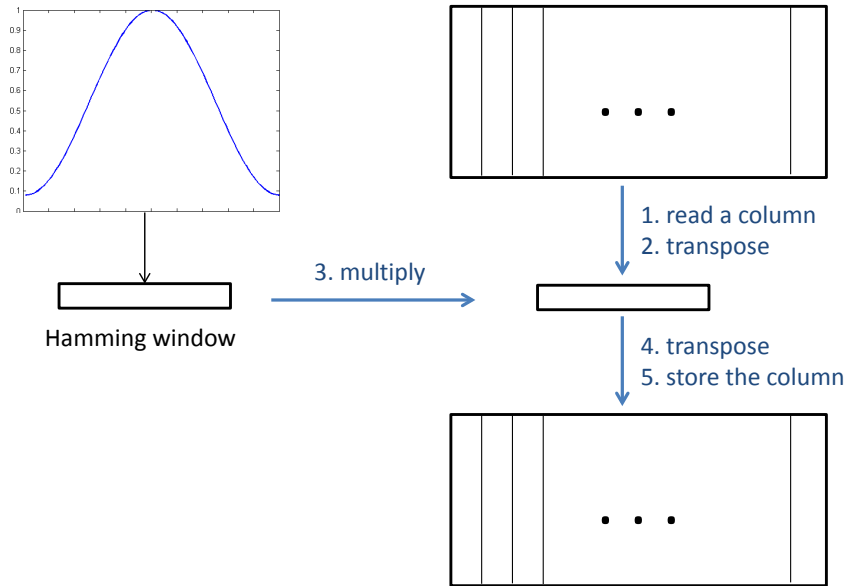 1
0.9
0.8
0.7
0.6
0.5
0.4
0.3
0.2
0.1
0
1. read a column
2. transpose
3. multiply
Hamming window
4. transpose
5. store the column